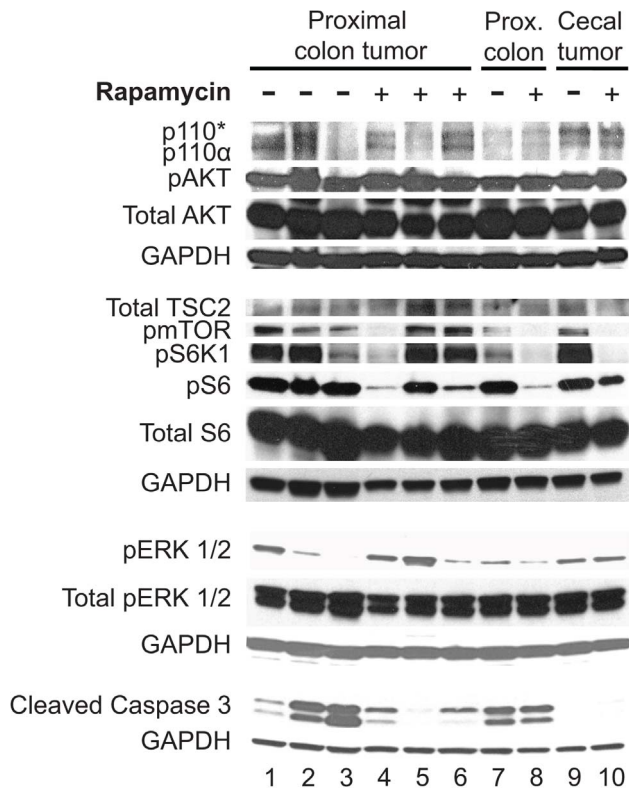 Proximal
colon tumor
Prox.
colon
Cecal
tumor
Rapamycin - - - + + + - + - +
p110*
p110α
pAKT
Total AKT
GAPDH
Total TSC2
pmTOR
pS6K1
pS6
Total S6
GAPDH
pERK 1/2
Total pERK 1/2
GAPDH
Cleaved Caspase 3
GAPDH
1 2 3 4 5 6 7 8 9 10